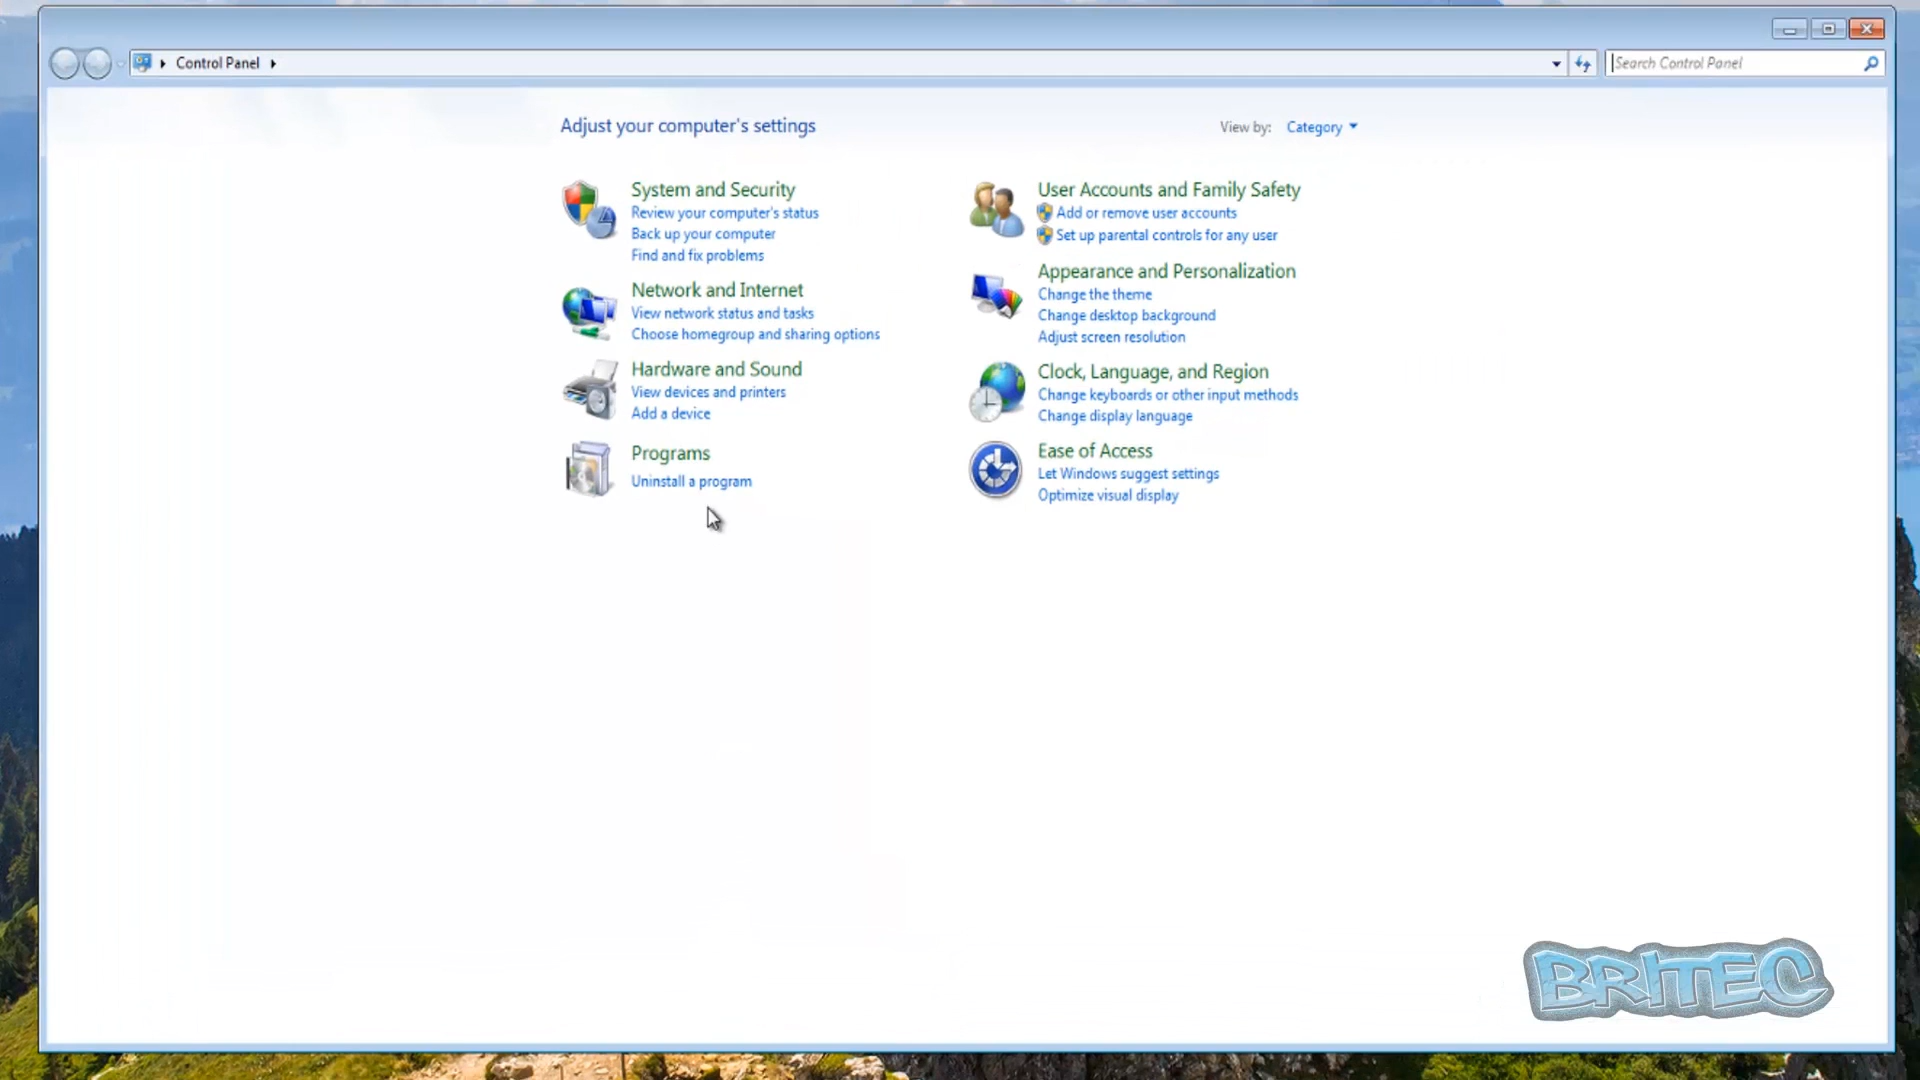 Control Panel
Search Control Panel
Adjust your computer's settings
View by: Category
System and Security
Review your computer's status
Back up your computer
Find and fix problems
Network and Internet
View network status and tasks
Choose homegroup and sharing options
Hardware and Sound
View devices and printers
Add a device
Programs
Uninstall a program
User Accounts and Family Safety
Add or remove user accounts
Set up parental controls for any user
Appearance and Personalization
Change the theme
Change desktop background
Adjust screen resolution
Clock, Language, and Region
Change keyboards or other input methods
Change display language
Ease of Access
Let Windows suggest settings
Optimize visual display
BRITEC